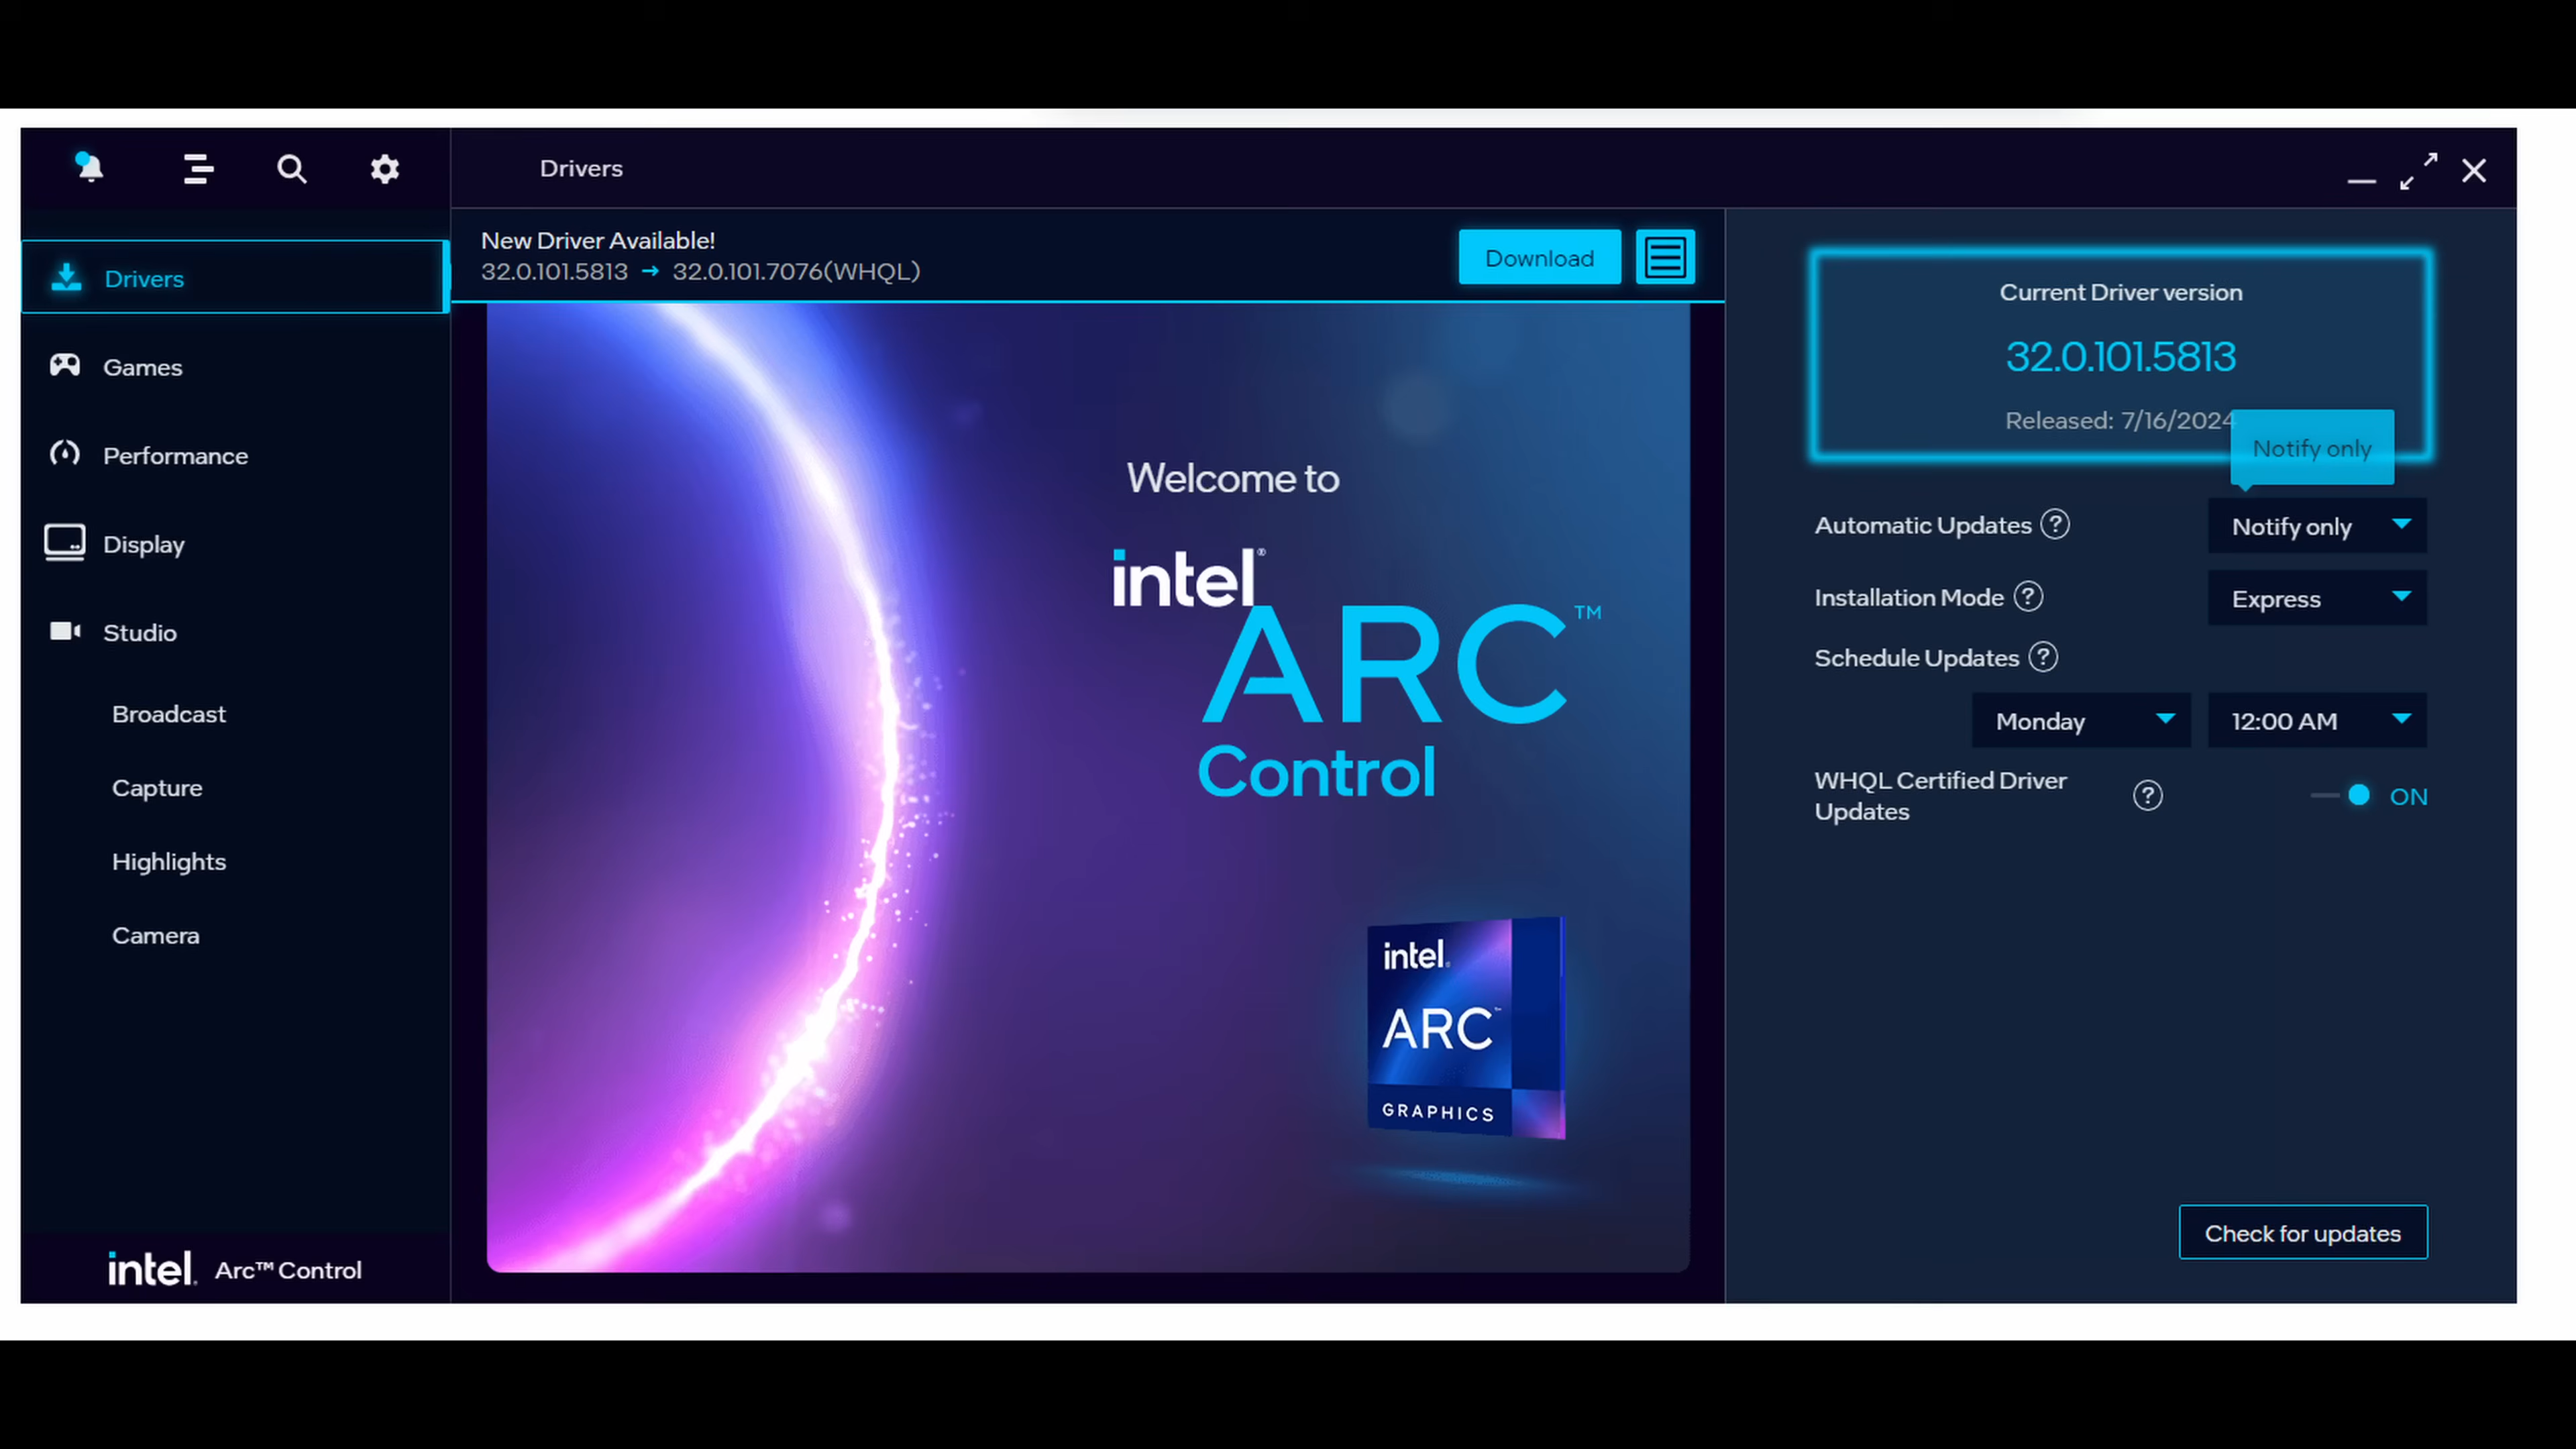 Drivers
New Driver Available!
32.0.101.5813 → 32.0.101.7076(WHQL)
Download
Drivers
Games
Performance
Display
Studio
Broadcast
Capture
Highlights
Camera
intel. Arc™ Control
Welcome to
intel®
ARC™
Control
intel.
ARC™
GRAPHICS
Current Driver version
32.0.101.5813
Released: 7/16/2024
Notify only
Automatic Updates ?
Notify only
Installation Mode ?
Express
Schedule Updates ?
Monday
12:00 AM
WHQL Certified Driver
Updates
?
ON
Check for updates